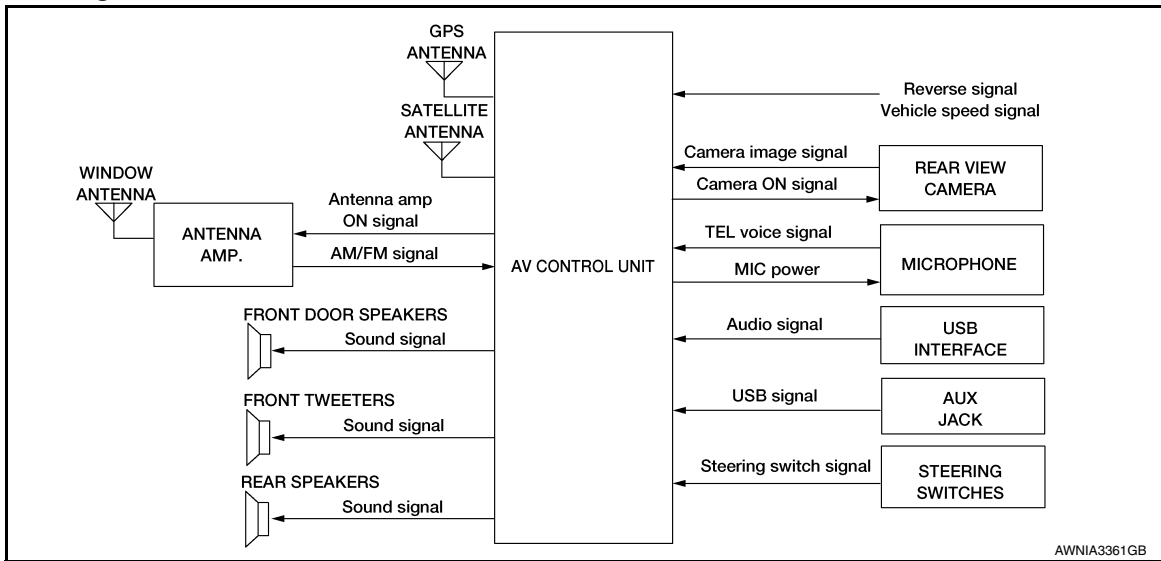 GPS
ANTENNA
SATELLITE
ANTENNA
WINDOW
ANTENNA
ANTENNA
AMP.
Antenna amp
ON signal
AM/FM signal
FRONT DOOR SPEAKERS
Sound signal
FRONT TWEETERS
Sound signal
REAR SPEAKERS
Sound signal
AV CONTROL UNIT
Reverse signal
Vehicle speed signal
Camera image signal
Camera ON signal
REAR VIEW
CAMERA
TEL voice signal
MIC power
MICROPHONE
Audio signal
USB
INTERFACE
USB signal
AUX
JACK
Steering switch signal
STEERING
SWITCHES
AWNIA3361GB